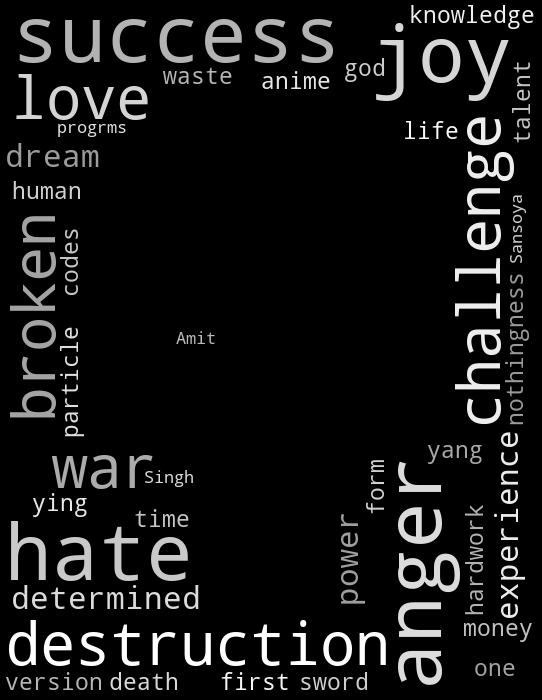 success
knowledge
joy
love
waste
anime
god
progrms
life
talent
dream
human
challenge
broken
codes
Sansoya
nothingness
particle
Amit
war
Singh
yang
experience
form
anger
ying
time
hate
power
hardwork
determined
destruction
money
version
death
first
sword
one